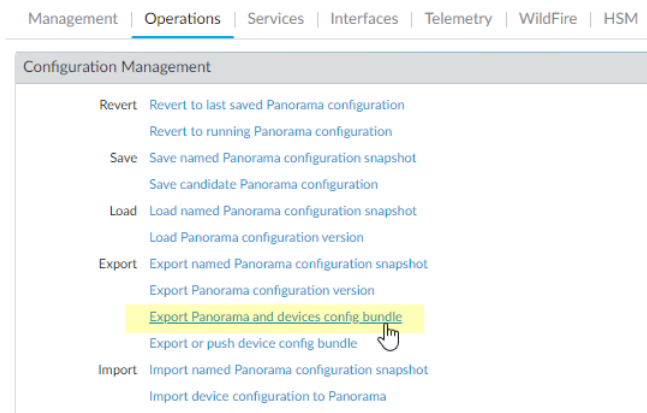 Management | Operations | Services | Interfaces | Telemetry | WildFire | HSM
Configuration Management
Revert Revert to last saved Panorama configuration
Revert to running Panorama configuration
Save Save named Panorama configuration snapshot
Save candidate Panorama configuration
Load Load named Panorama configuration snapshot
Load Panorama configuration version
Export Export named Panorama configuration snapshot
Export Panorama configuration version
Export Panorama and devices config bundle
Export or push device config bundle
Import Import named Panorama configuration snapshot
Import device configuration to Panorama